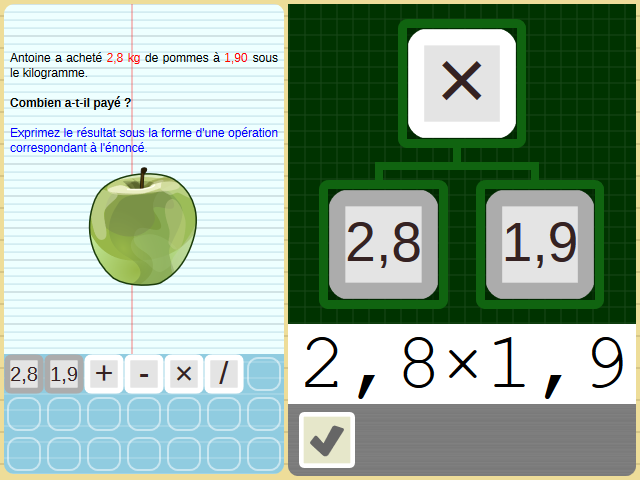 Antoine a acheté 2,8 kg de pommes à 1,90 sous
le kilogramme.
Combien a-t-il payé ?
Exprimez le résultat sous la forme d'une opération
correspondant à l'énoncé.
2,8 1,9 + - × /
×
2,8 1,9
2,8×1,9